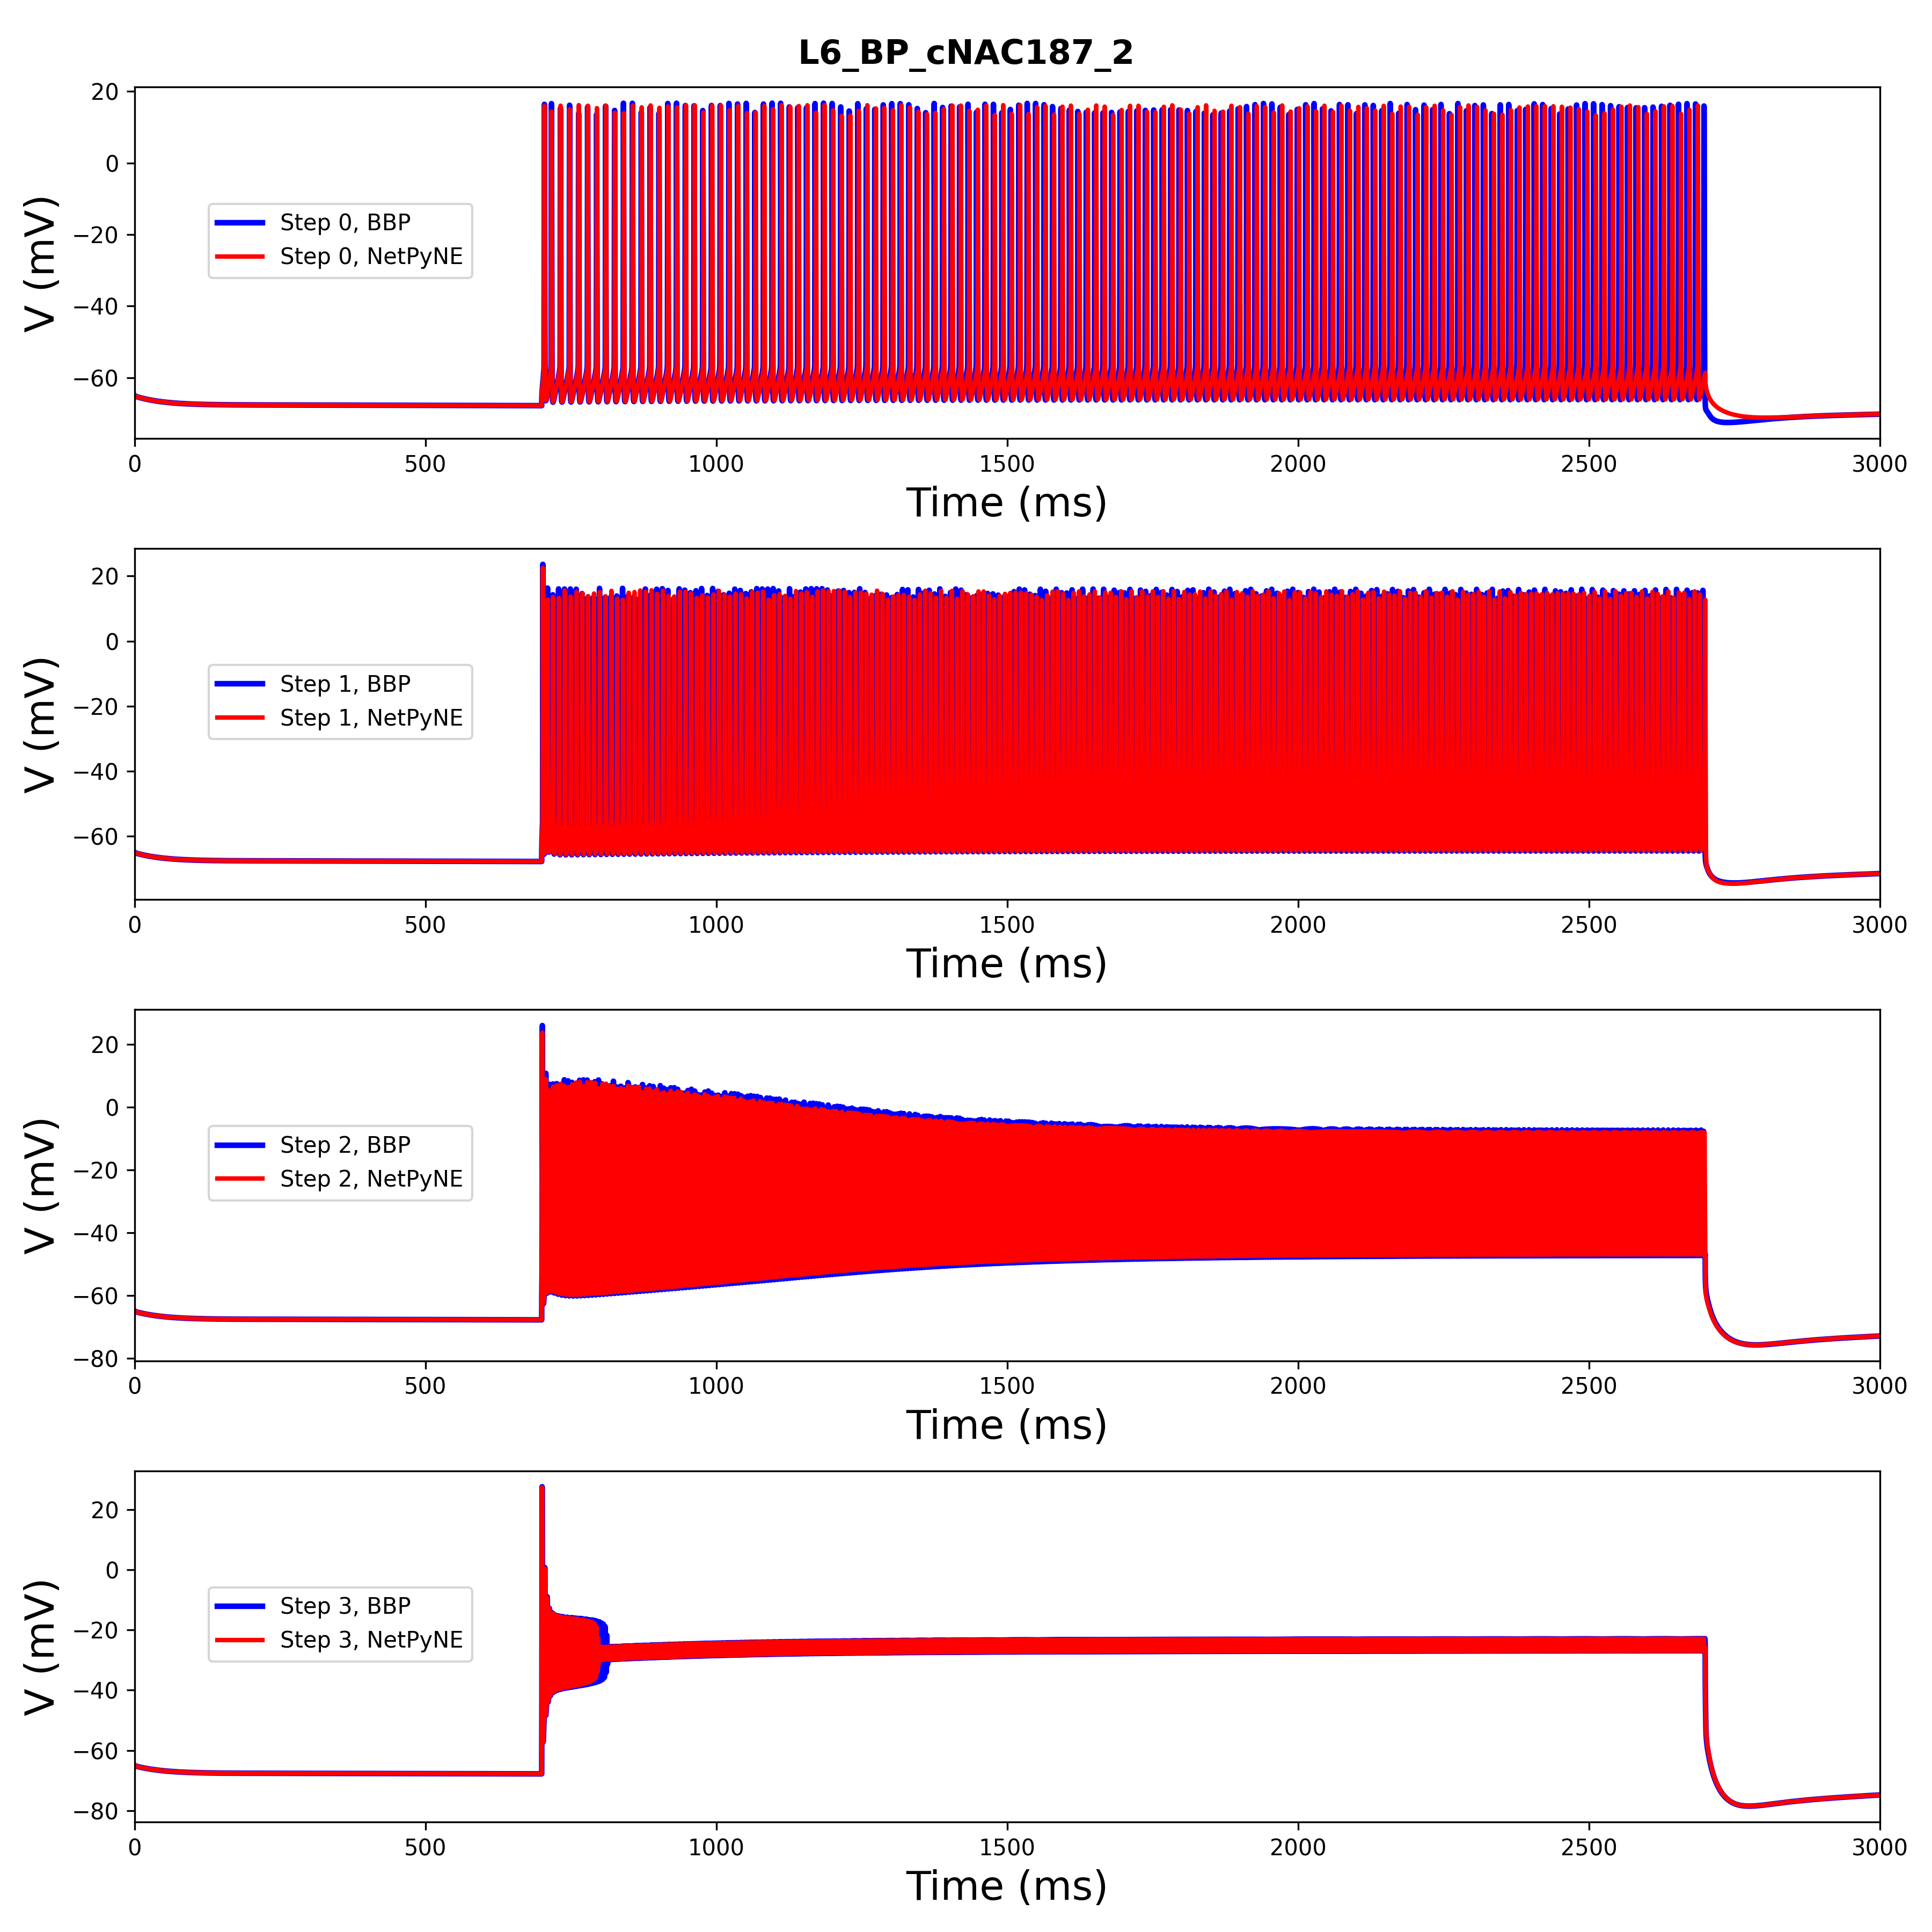 L6_BP_cNAC187_2
20
0
−20
−40
−60
V (mV)
Step 0, BBP
Step 0, NetPyNE
0 500 1000 1500 2000 2500 3000
Time (ms)
20
0
−20
−40
−60
V (mV)
Step 1, BBP
Step 1, NetPyNE
0 500 1000 1500 2000 2500 3000
Time (ms)
20
0
−20
−40
−60
−80
V (mV)
Step 2, BBP
Step 2, NetPyNE
0 500 1000 1500 2000 2500 3000
Time (ms)
20
0
−20
−40
−60
−80
V (mV)
Step 3, BBP
Step 3, NetPyNE
0 500 1000 1500 2000 2500 3000
Time (ms)